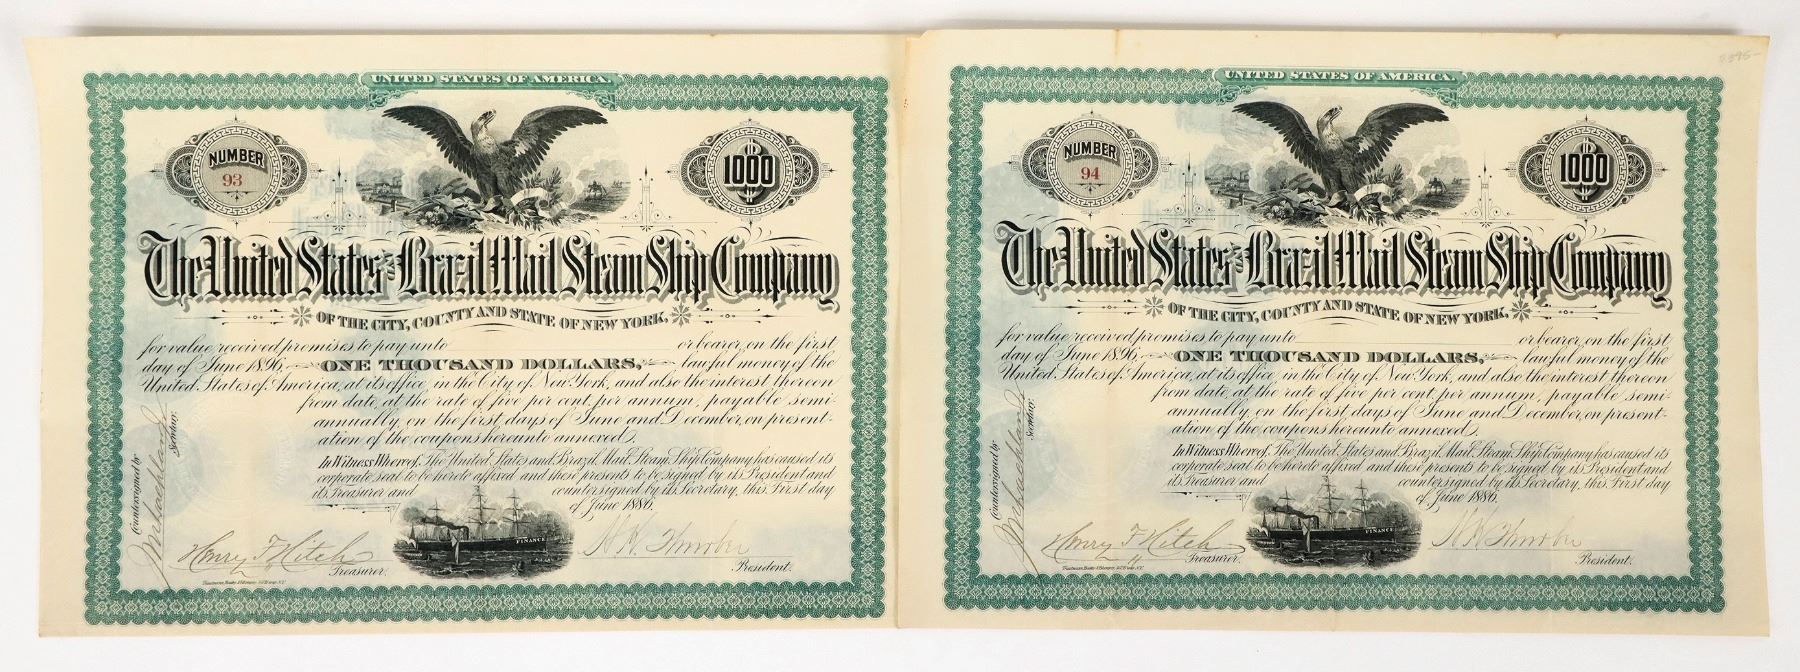 UNITED STATES OF AMERICA.
NUMBER
93
1000
The United States and Brazil Mail Steam Ship Company
OF THE CITY, COUNTY AND STATE OF NEW YORK,
for value received promises to pay unto or bearer, on the first
day of June 1896, ONE THOUSAND DOLLARS, lawful money of the
United States of America, at its office, in the City of New York, and also the interest thereon
from date, at the rate of five per cent. per annum, payable semi-
annually, on the first days of June and December, on present-
ation of the coupons hereunto annexed.
In Witness Whereof, The United States and Brazil Mail Steam Ship Company has caused its
corporate seal to be hereto affixed and these presents to be signed by its President and
its Treasurer and countersigned by its Secretary, this First day
of June 1886.
Countersigned by
Secretary.
FINANCE
Henry F. Hitch
Treasurer.
President.
UNITED STATES OF AMERICA.
NUMBER
94
1000
The United States and Brazil Mail Steam Ship Company
OF THE CITY, COUNTY AND STATE OF NEW YORK,
for value received promises to pay unto or bearer, on the first
day of June 1896, ONE THOUSAND DOLLARS, lawful money of the
United States of America, at its office, in the City of New York, and also the interest thereon
from date, at the rate of five per cent. per annum, payable semi-
annually, on the first days of June and December, on present-
ation of the coupons hereunto annexed.
In Witness Whereof, The United States and Brazil Mail Steam Ship Company has caused its
corporate seal to be hereto affixed and these presents to be signed by its President and
its Treasurer and countersigned by its Secretary, this First day
of June 1886.
Countersigned by
Secretary.
FINANCE
Henry F. Hitch
Treasurer.
President.